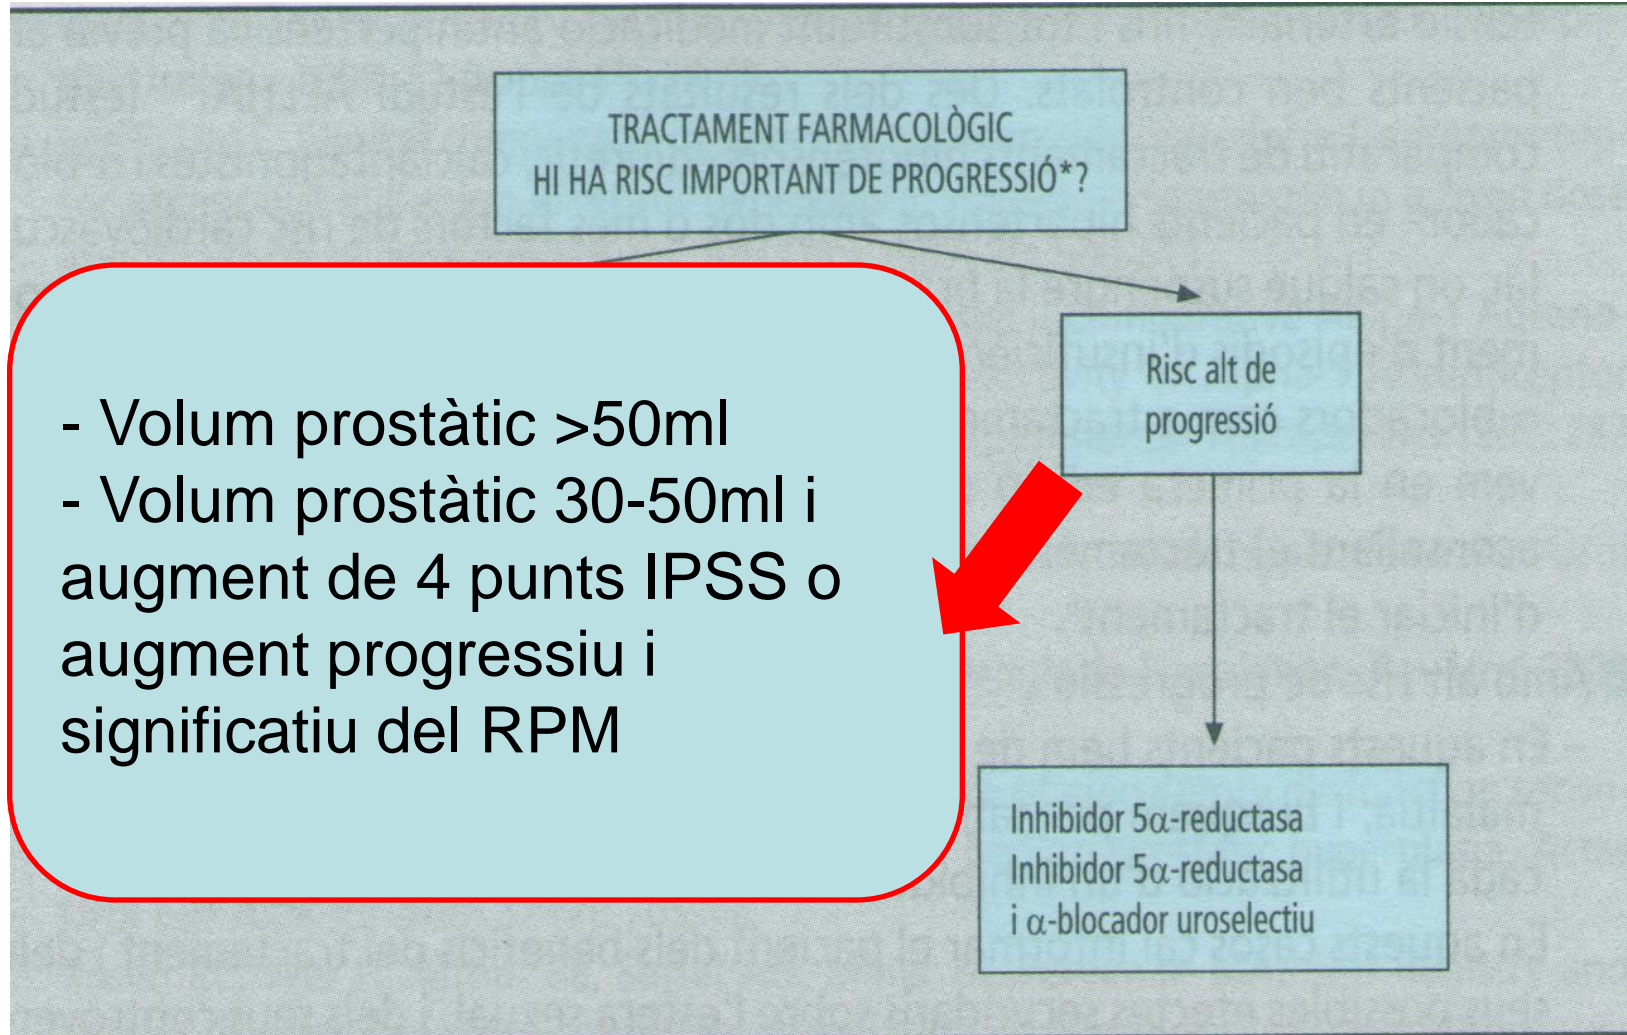 TRACTAMENT FARMACOLÒGIC
HI HA RISC IMPORTANT DE PROGRESSIÓ*?
- Volum prostàtic >50ml
- Volum prostàtic 30-50ml i
augment de 4 punts IPSS o
augment progressiu i
significatiu del RPM
Risc alt de
progressió
Inhibidor 5α-reductasa
Inhibidor 5α-reductasa
i α-blocador uroselectiu